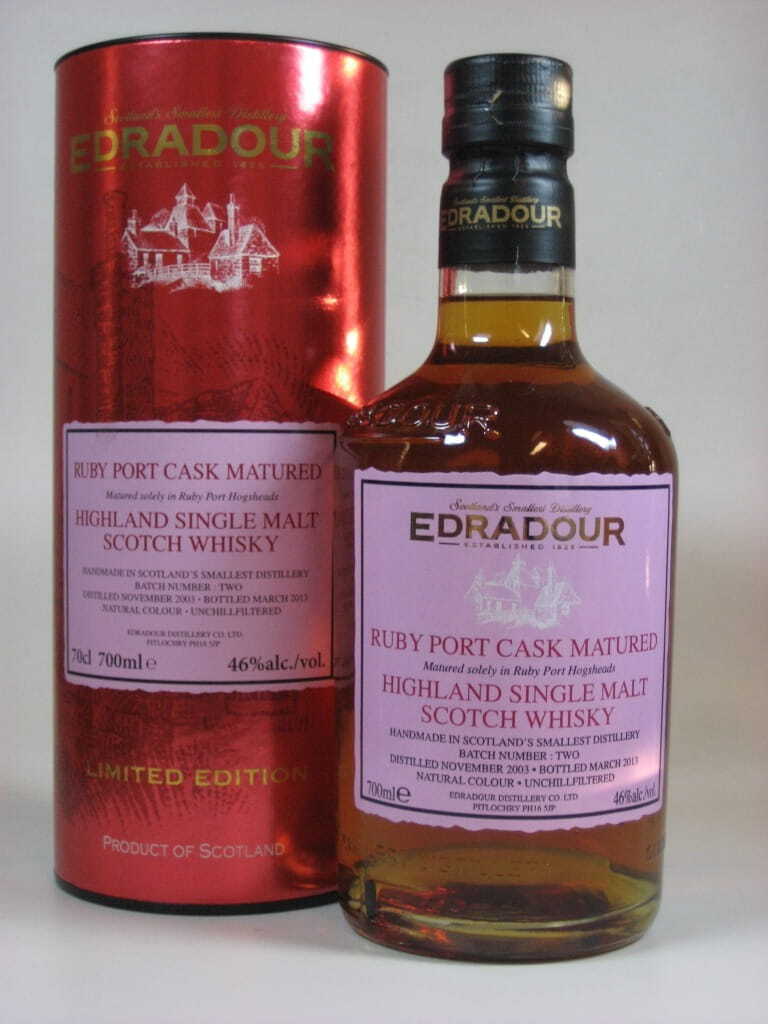 Scotland's Smallest Distillery
EDRADOUR
ESTABLISHED 1825
RUBY PORT CASK MATURED
Matured solely in Ruby Port Hogsheads
HIGHLAND SINGLE MALT
SCOTCH WHISKY
HANDMADE IN SCOTLAND'S SMALLEST DISTILLERY
BATCH NUMBER : TWO
DISTILLED NOVEMBER 2003 • BOTTLED MARCH 2013
NATURAL COLOUR • UNCHILLFILTERED
EDRADOUR DISTILLERY CO. LTD.
PITLOCHRY PH16 5JP
70cl 700ml e 46%alc./vol.
LIMITED EDITION
PRODUCT OF SCOTLAND
Scotland's Smallest Distillery
EDRADOUR
ESTABLISHED 1825
Scotland's Smallest Distillery
EDRADOUR
ESTABLISHED 1825
RUBY PORT CASK MATURED
Matured solely in Ruby Port Hogsheads
HIGHLAND SINGLE MALT
SCOTCH WHISKY
HANDMADE IN SCOTLAND'S SMALLEST DISTILLERY
BATCH NUMBER : TWO
DISTILLED NOVEMBER 2003 • BOTTLED MARCH 2013
NATURAL COLOUR • UNCHILLFILTERED
700ml e 46%alc./vol.
EDRADOUR DISTILLERY CO. LTD
PITLOCHRY PH16 5JP